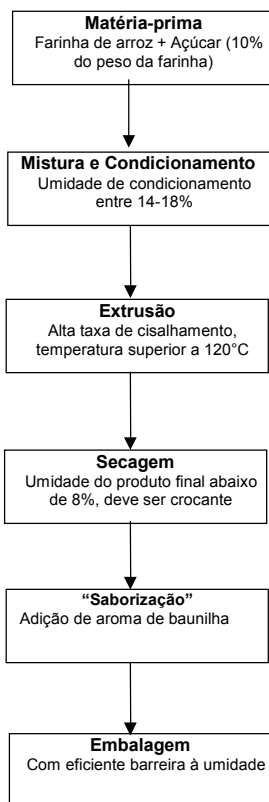 Matéria-prima
Farinha de arroz + Açúcar (10%
do peso da farinha)
Mistura e Condicionamento
Umidade de condicionamento
entre 14-18%
Extrusão
Alta taxa de cisalhamento,
temperatura superior a 120°C
Secagem
Umidade do produto final abaixo
de 8%, deve ser crocante
“Saborização”
Adição de aroma de baunilha
Embalagem
Com eficiente barreira à umidade